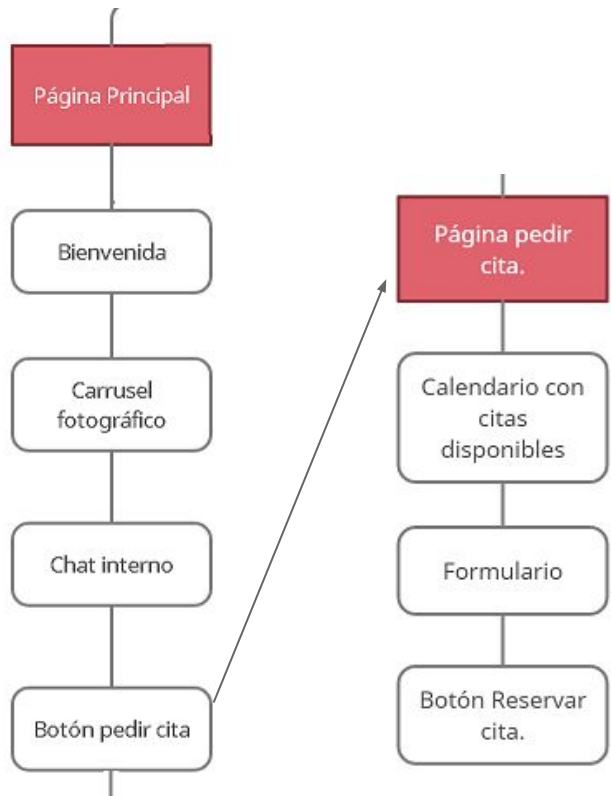 Página Principal
Bienvenida
Carrusel
fotográfico
Chat interno
Botón pedir cita
Página pedir
cita.
Calendario con
citas
disponibles
Formulario
Botón Reservar
cita.